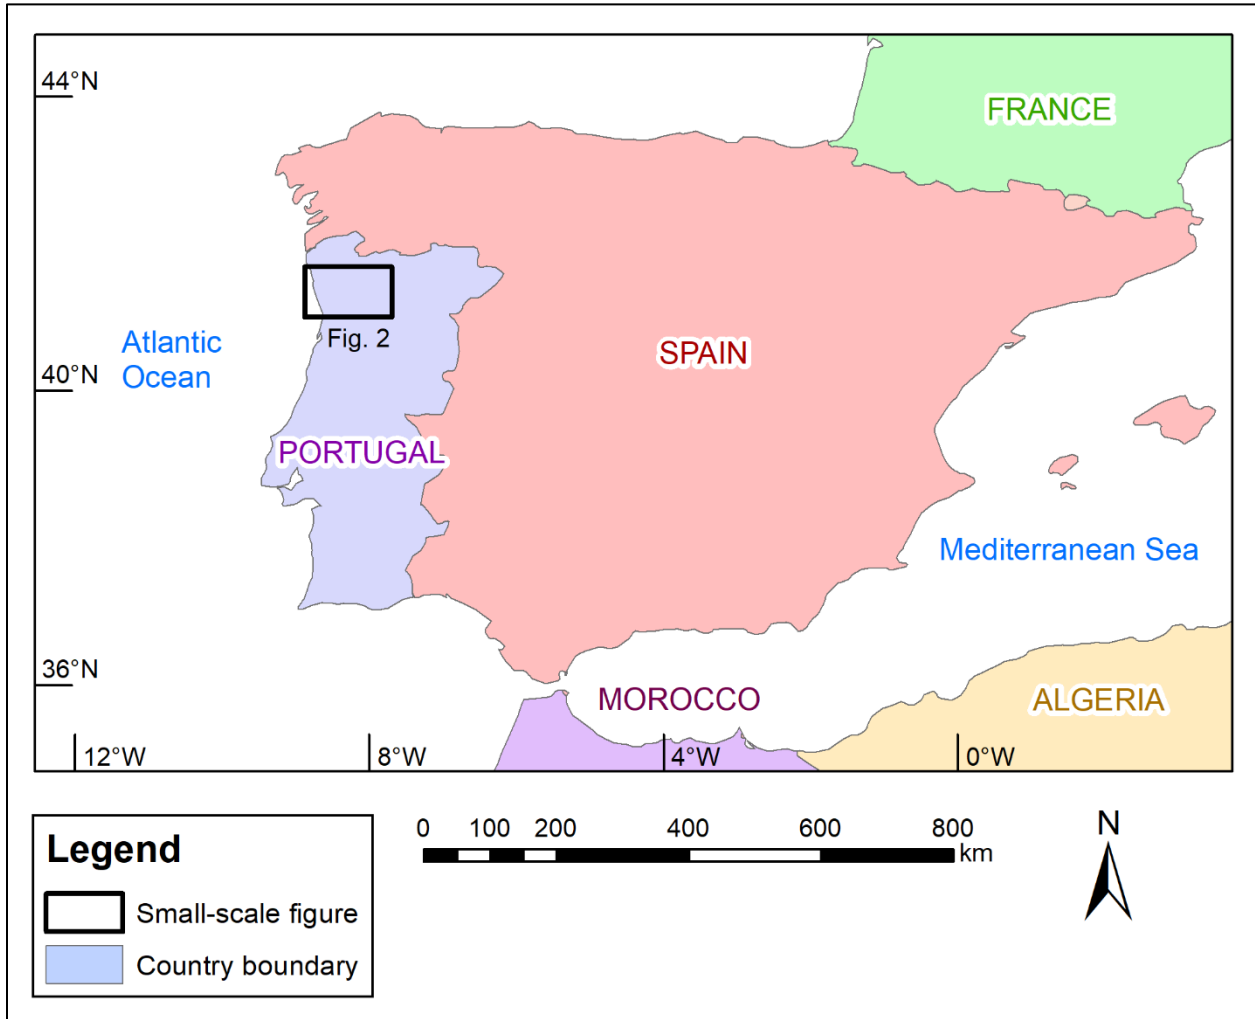 44°N
FRANCE
Fig. 2
Atlantic
Ocean
SPAIN
40°N
PORTUGAL
Mediterranean Sea
36°N
MOROCCO
ALGERIA
12°W
8°W
4°W
0°W
Legend
Small-scale figure
Country boundary
0 100 200 400 600 800
km
N